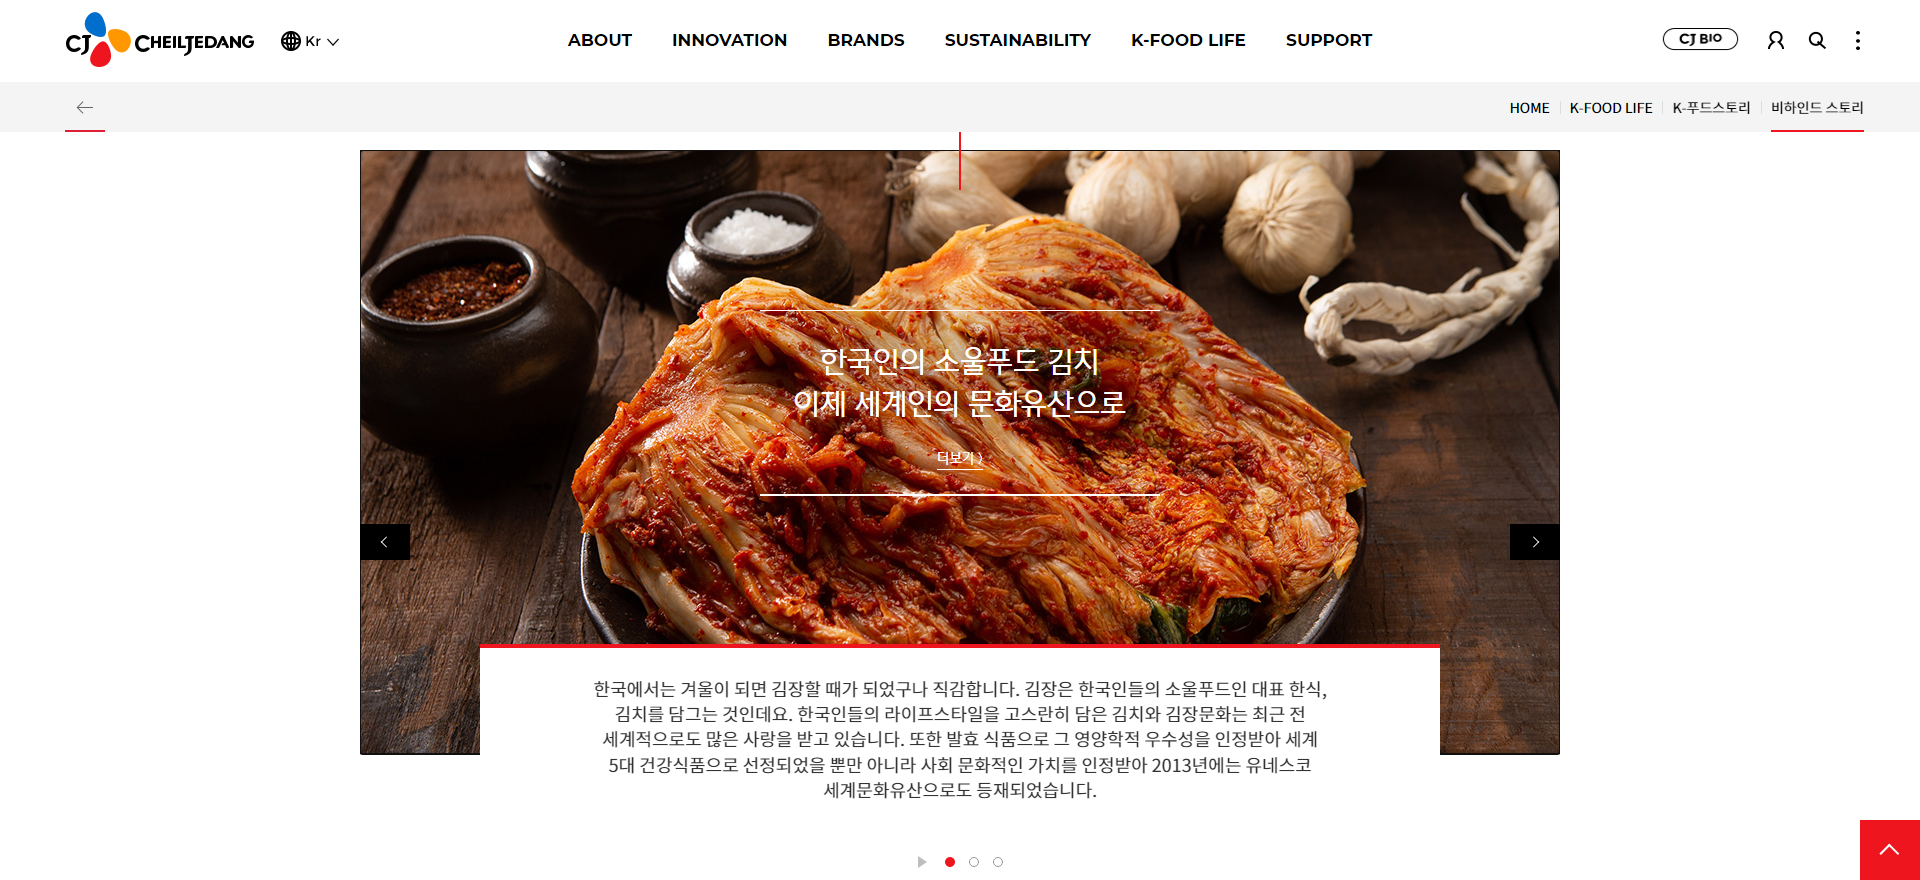 CJ CHEILJEDANG
Kr
ABOUT
INNOVATION
BRANDS
SUSTAINABILITY
K-FOOD LIFE
SUPPORT
CJ BIO
HOME
K-FOOD LIFE
K-푸드스토리
비하인드 스토리
한국인의 소울푸드 김치
이제 세계인의 문화유산으로
더보기 〉
한국에서는 겨울이 되면 김장할 때가 되었구나 직감합니다. 김장은 한국인들의 소울푸드인 대표 한식,
김치를 담그는 것인데요. 한국인들의 라이프스타일을 고스란히 담은 김치와 김장문화는 최근 전
세계적으로도 많은 사랑을 받고 있습니다. 또한 발효 식품으로 그 영양학적 우수성을 인정받아 세계
5대 건강식품으로 선정되었을 뿐만 아니라 사회 문화적인 가치를 인정받아 2013년에는 유네스코
세계문화유산으로도 등재되었습니다.